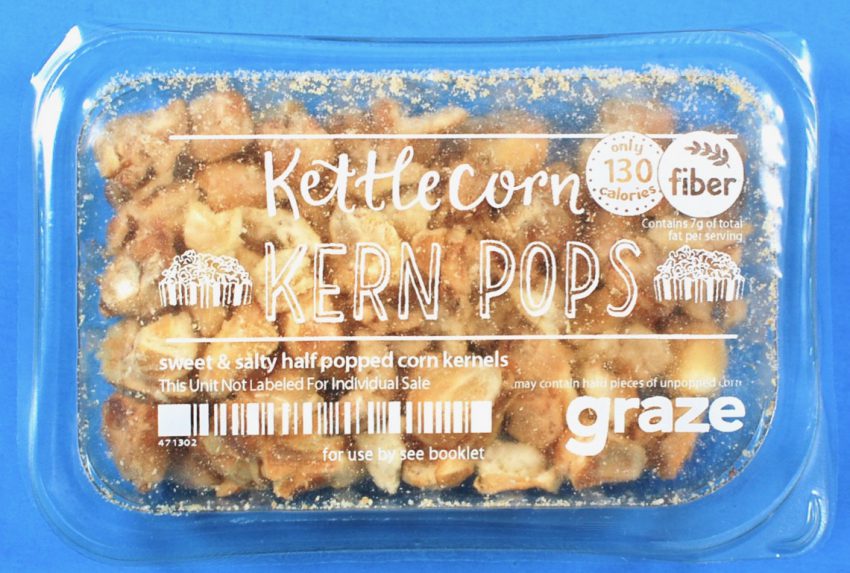 Kettlecorn
only
130
calories
fiber
Contains 7g of total
fat per serving
KERN POPS
sweet & salty half popped corn kernels
This Unit Not Labeled For Individual Sale
may contain hard pieces of unpopped corn
graze
471302
for use by see booklet